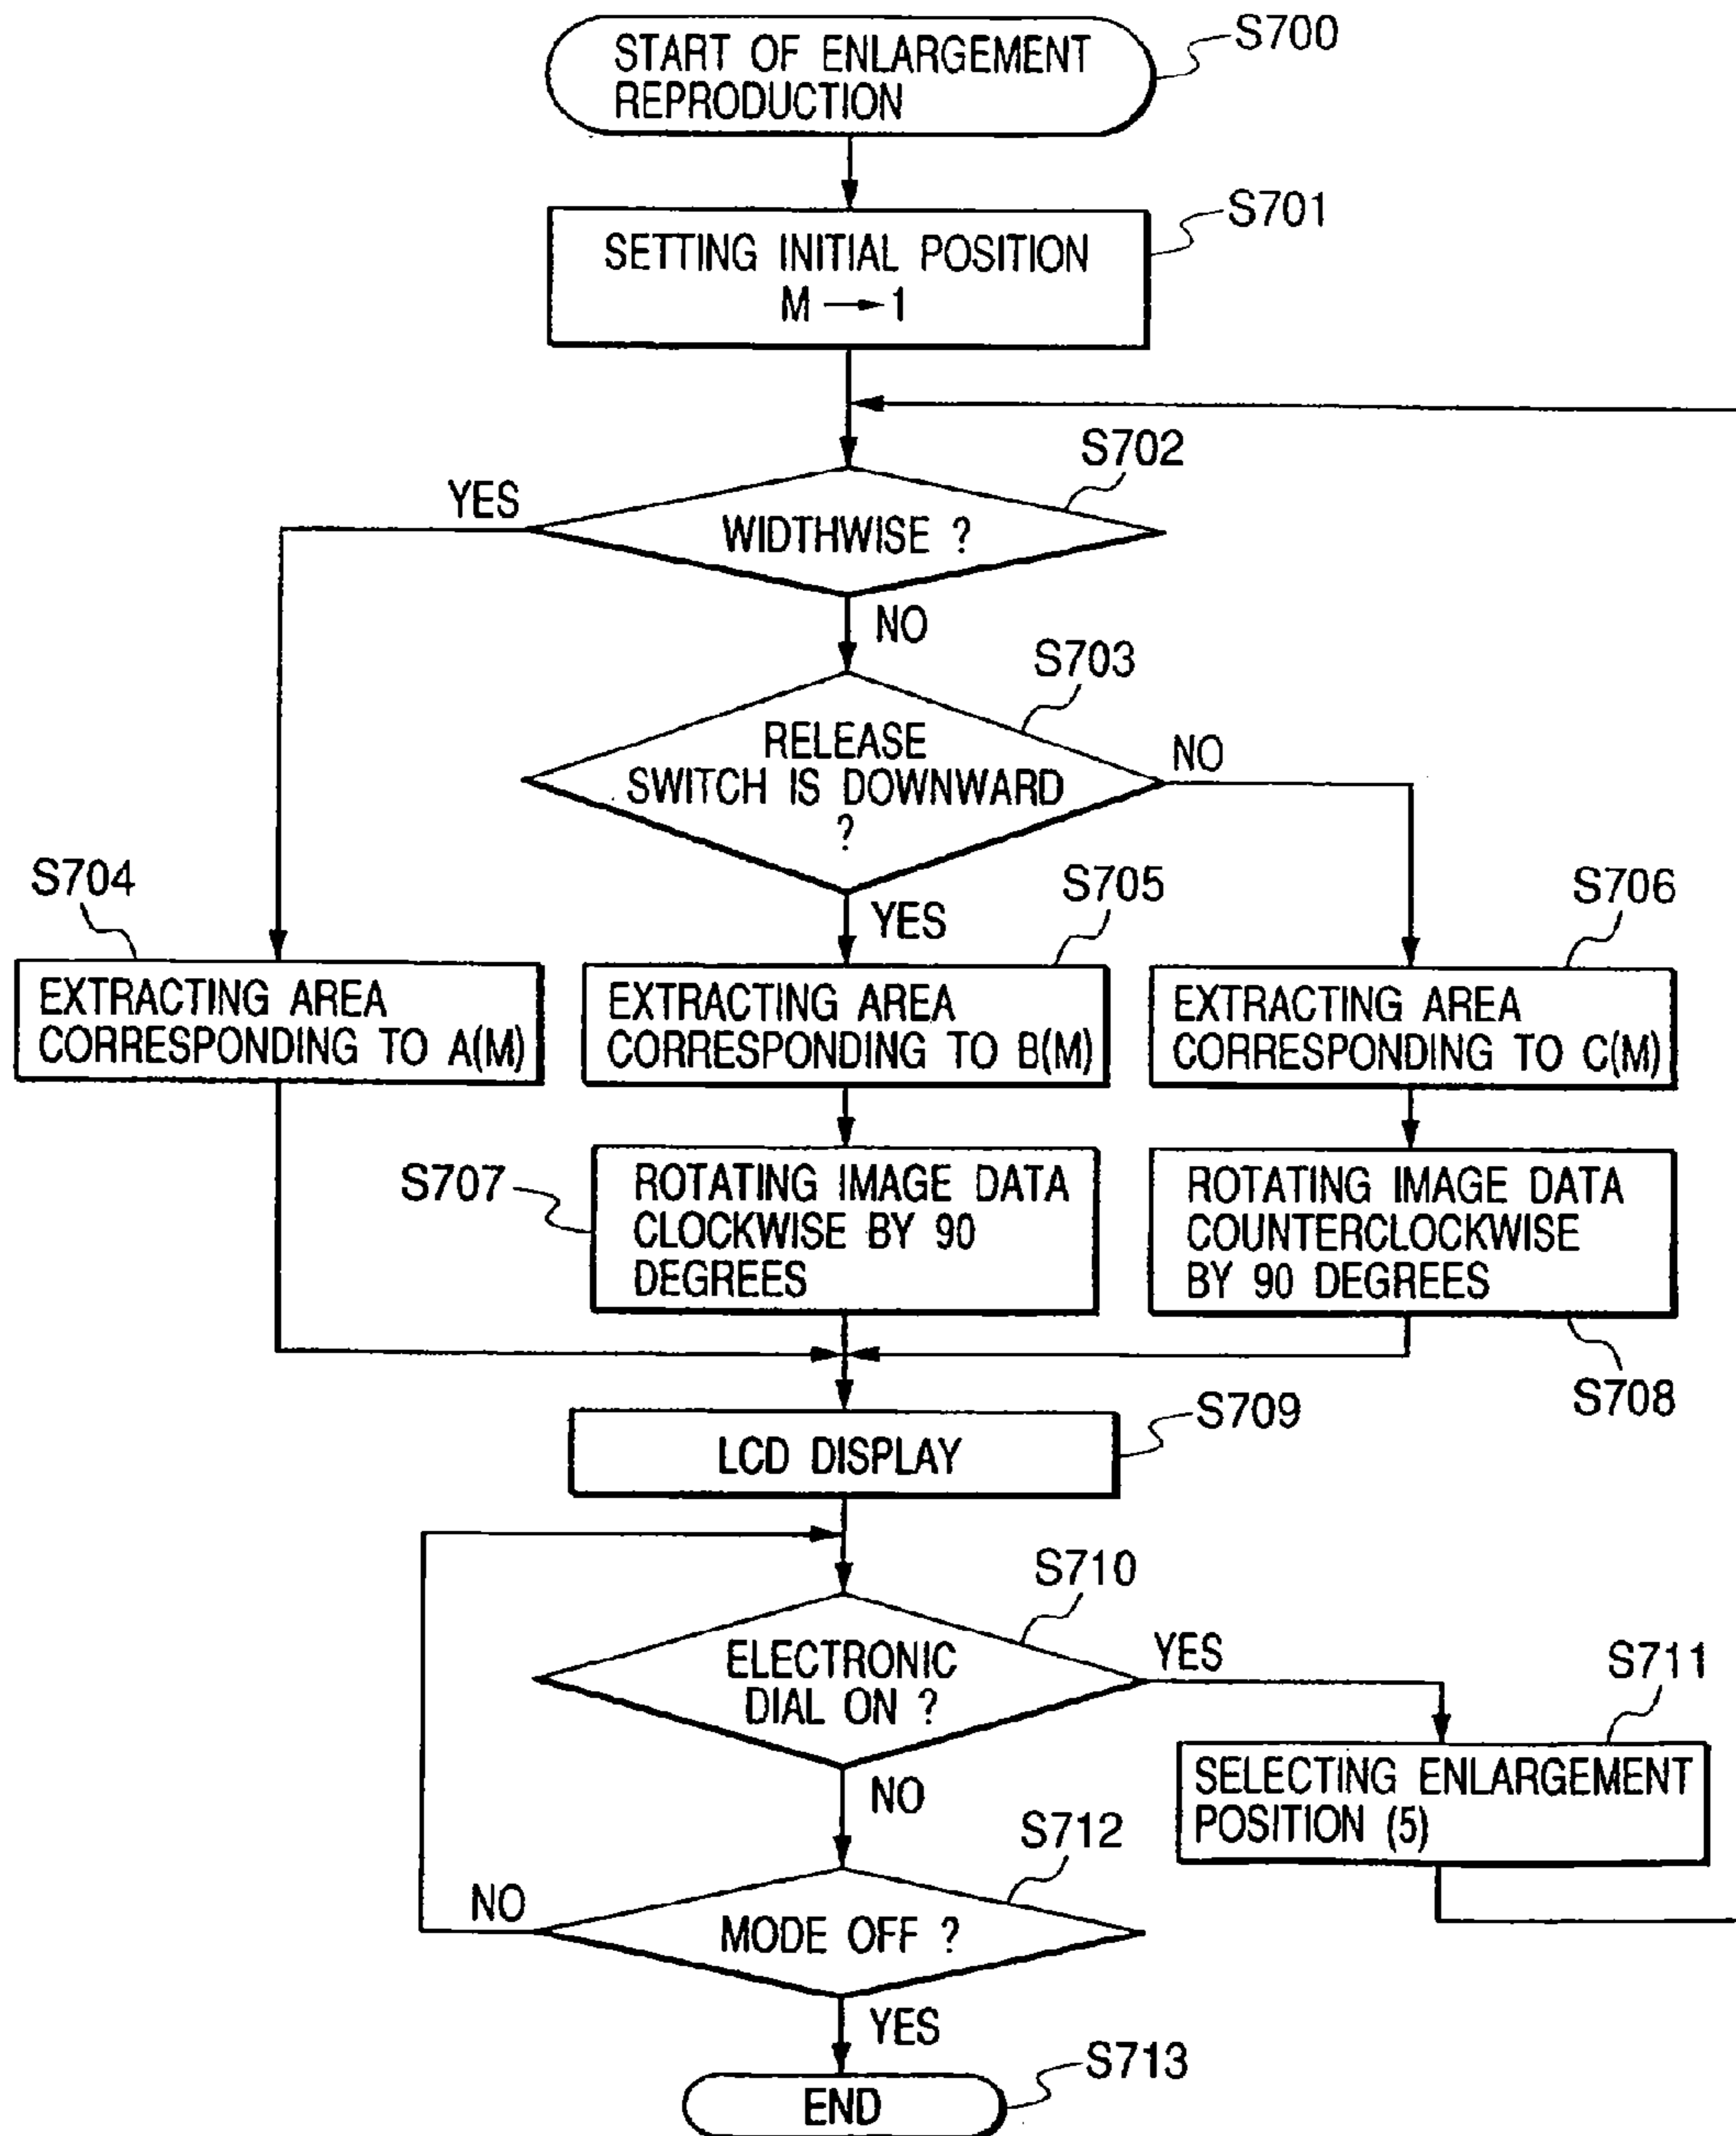 START OF ENLARGEMENT
REPRODUCTION
S700
SETTING INITIAL POSITION
M → 1
S701
WIDTHWISE ?
S702
YES
NO
RELEASE
SWITCH IS DOWNWARD
?
S703
NO
YES
S704
EXTRACTING AREA
CORRESPONDING TO A(M)
S705
EXTRACTING AREA
CORRESPONDING TO B(M)
S706
EXTRACTING AREA
CORRESPONDING TO C(M)
S707
ROTATING IMAGE DATA
CLOCKWISE BY 90
DEGREES
ROTATING IMAGE DATA
COUNTERCLOCKWISE
BY 90 DEGREES
S708
LCD DISPLAY
S709
ELECTRONIC
DIAL ON ?
S710
YES
NO
S711
SELECTING ENLARGEMENT
POSITION (5)
MODE OFF ?
S712
NO
YES
END
S713